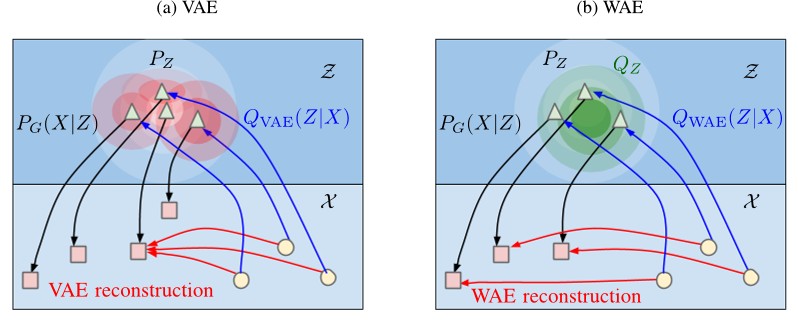 (a) VAE
(b) WAE
P_Z
𝒵
P_G(X|Z)
Q_VAE(Z|X)
𝒳
VAE reconstruction
P_Z
Q_Z
𝒵
P_G(X|Z)
Q_WAE(Z|X)
𝒳
WAE reconstruction